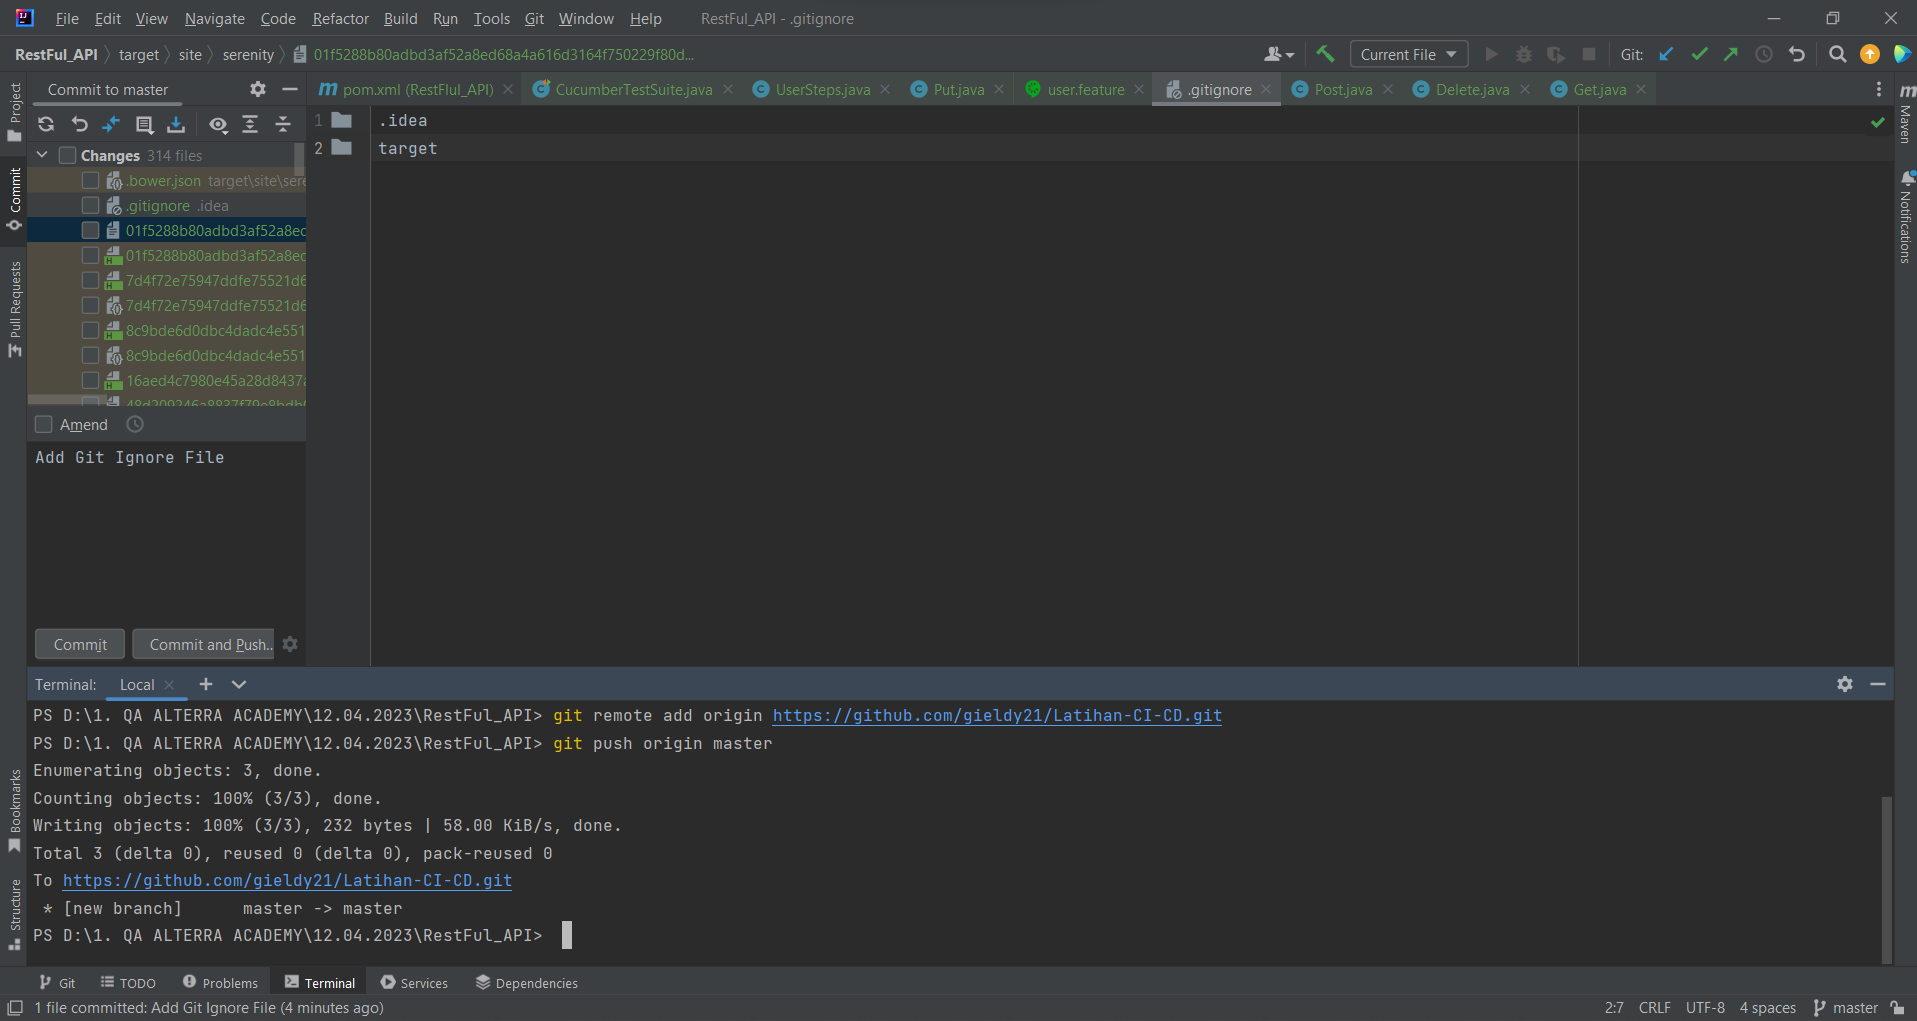 File Edit View Navigate Code Refactor Build Run Tools Git Window Help RestFul_API - .gitignore
RestFul_API target site serenity 01f5288b80adbd3af52a8ed68a4a616d3164f750229f80d... Current File Git:
Project
Commit
Pull Requests
Bookmarks
Structure
Commit to master
pom.xml (RestFlul_API) CucumberTestSuite.java UserSteps.java Put.java user.feature .gitignore Post.java Delete.java Get.java
Maven
Notifications
Changes 314 files
.bower.json target\site\sere
.gitignore .idea
01f5288b80adbd3af52a8ed
01f5288b80adbd3af52a8ed
7d4f72e75947ddfe75521d6
7d4f72e75947ddfe75521d6
8c9bde6d0dbc4dadc4e551
8c9bde6d0dbc4dadc4e551
16aed4c7980e45a28d8437a
1 .idea
2 target
Amend
Add Git Ignore File
Commit Commit and Push..
Terminal: Local
PS D:\1. QA ALTERRA ACADEMY\12.04.2023\RestFul_API> git remote add origin https://github.com/gieldy21/Latihan-CI-CD.git
PS D:\1. QA ALTERRA ACADEMY\12.04.2023\RestFul_API> git push origin master
Enumerating objects: 3, done.
Counting objects: 100% (3/3), done.
Writing objects: 100% (3/3), 232 bytes | 58.00 KiB/s, done.
Total 3 (delta 0), reused 0 (delta 0), pack-reused 0
To https://github.com/gieldy21/Latihan-CI-CD.git
* [new branch] master -> master
PS D:\1. QA ALTERRA ACADEMY\12.04.2023\RestFul_API>
Git TODO Problems Terminal Services Dependencies
1 file committed: Add Git Ignore File (4 minutes ago) 2:7 CRLF UTF-8 4 spaces master